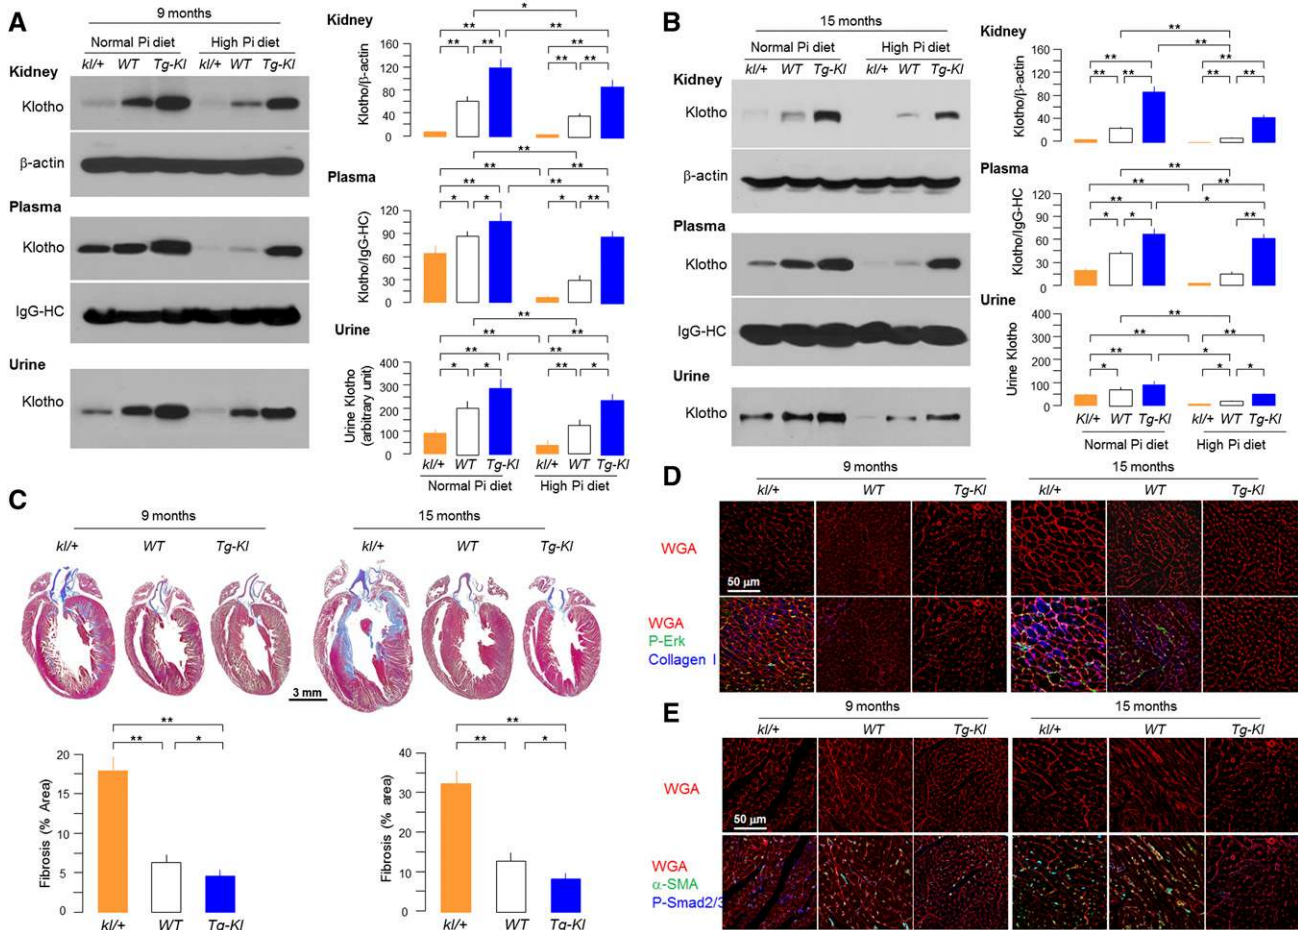 A
9 months
Normal Pi diet High Pi diet
kl/+ WT Tg-Kl kl/+ WT Tg-Kl
Kidney
Klotho
β-actin
Plasma
Klotho
IgG-HC
Urine
Klotho
Kidney
Klotho/β-actin
160
120
80
40
0
** ** ** * ** ** ** **
Plasma
Klotho/IgG-HC)
120
90
60
30
0
* * ** ** ** ** ** * **
Urine
Urine Klotho
(arbitrary unit)
400
300
200
100
0
* * ** ** ** ** ** ** *
kl/+ WT Tg-Kl kl/+ WT Tg-Kl
Normal Pi diet High Pi diet
B
15 months
Normal Pi diet High Pi diet
kl/+ WT Tg-Kl kl/+ WT Tg-Kl
Kidney
Klotho
β-actin
Plasma
Klotho
IgG-HC
Urine
Klotho
Kidney
Klotho/β-actin
160
120
80
40
0
** ** ** ** ** ** ** **
Plasma
Klotho/IgG-HC
120
90
60
30
0
* * ** ** ** * ** **
Urine
Urine Klotho
400
300
200
100
0
* ** ** ** * ** * *
Kl/+ WT Tg-Kl kl/+ WT Tg-Kl
Normal Pi diet High Pi diet
C
9 months 15 months
kl/+ WT Tg-Kl kl/+ WT Tg-Kl
3 mm
Fibrosis (% Area)
20
15
10
5
0
** ** *
kl/+ WT Tg-Kl
Fibrosis (% area)
40
30
20
10
0
** ** *
kl/+ WT Tg-Kl
D
9 months 15 months
kl/+ WT Tg-Kl kl/+ WT Tg-Kl
WGA
50 μm
WGA
P-Erk
Collagen I
E
9 months 15 months
kl/+ WT Tg-Kl kl/+ WT Tg-Kl
WGA
50 μm
WGA
α-SMA
P-Smad2/3